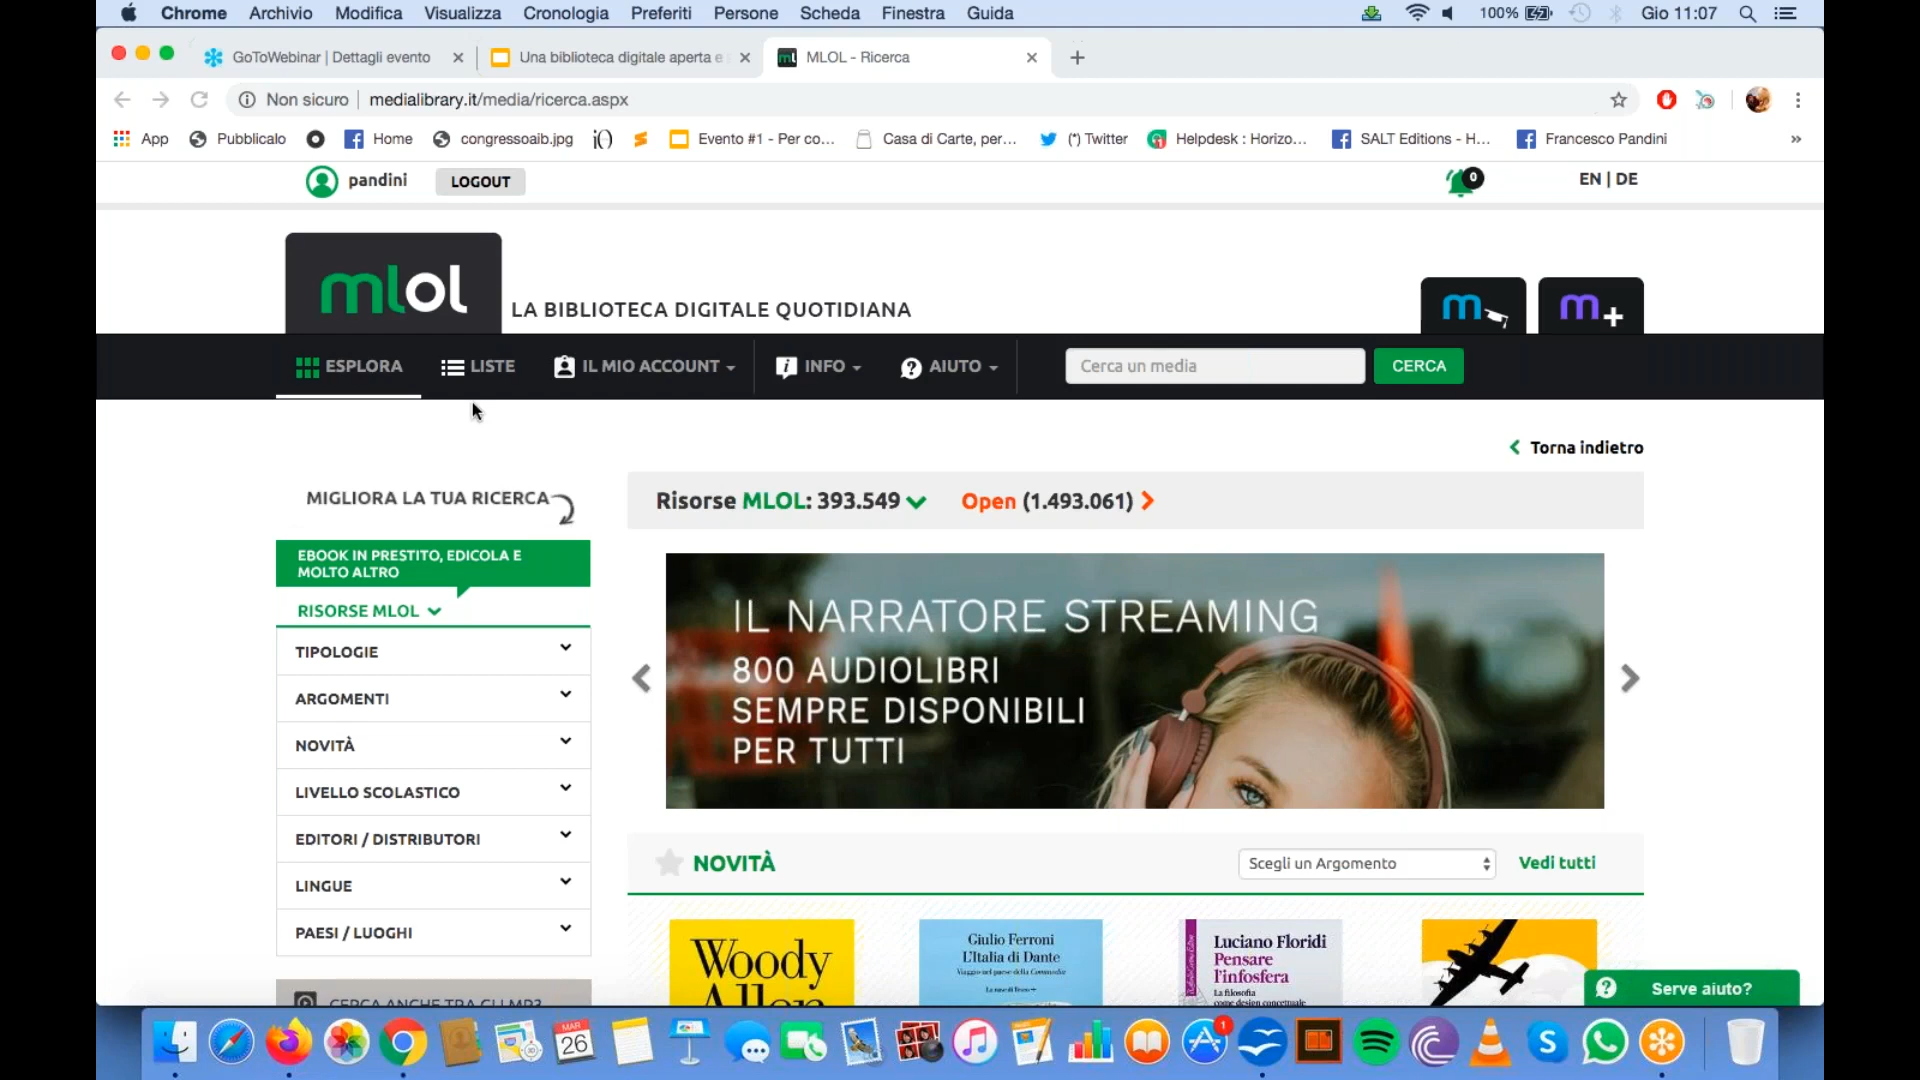 Chrome Archivio Modifica Visualizza Cronologia Preferiti Persone Scheda Finestra Guida 100% Gio 11:07
GoToWebinar | Dettagli evento Una biblioteca digitale aperta e MLOL - Ricerca
Non sicuro medialibrary.it/media/ricerca.aspx
App Pubblicalo Home congressoaib.jpg Evento #1 - Per co... Casa di Carte, per... (*) Twitter Helpdesk : Horizo... SALT Editions - H... Francesco Pandini »
pandini LOGOUT 0 EN | DE
mlol
LA BIBLIOTECA DIGITALE QUOTIDIANA
m m+
ESPLORA LISTE IL MIO ACCOUNT INFO AIUTO Cerca un media CERCA
Torna indietro
MIGLIORA LA TUA RICERCA
Risorse MLOL: 393.549 Open (1.493.061)
EBOOK IN PRESTITO, EDICOLA E
MOLTO ALTRO
RISORSE MLOL
TIPOLOGIE
ARGOMENTI
NOVITÀ
LIVELLO SCOLASTICO
EDITORI / DISTRIBUTORI
LINGUE
PAESI / LUOGHI
CERCA ANCHE TRA GLI MP3
IL NARRATORE STREAMING
800 AUDIOLIBRI
SEMPRE DISPONIBILI
PER TUTTI
NOVITÀ Scegli un Argomento Vedi tutti
Woody
Allen
Giulio Ferroni
L'Italia di Dante
Viaggio nel paese della Commedia
La nave di Teseo+
Luciano Floridi
Pensare
l'infosfera
La filosofia
come design concettuale
Serve aiuto?
MAR
26
1